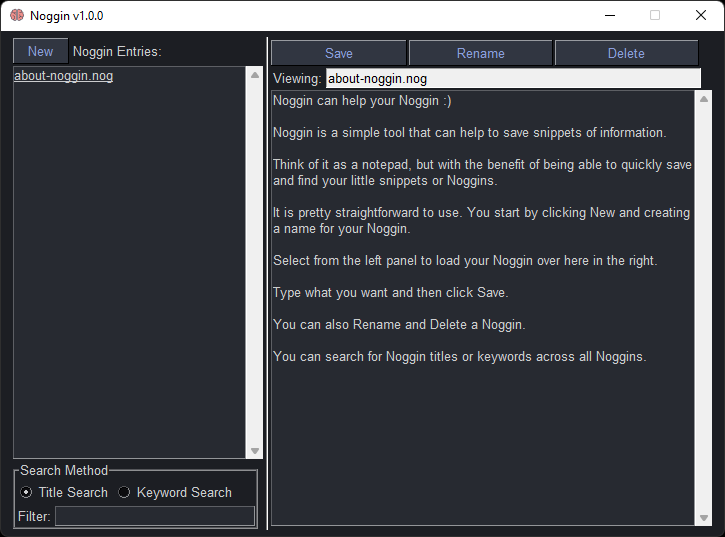 Noggin v1.0.0
New Noggin Entries:
about-noggin.nog
Search Method
Title Search Keyword Search
Filter:
Save Rename Delete
Viewing: about-noggin.nog
Noggin can help your Noggin :)
Noggin is a simple tool that can help to save snippets of information.
Think of it as a notepad, but with the benefit of being able to quickly save
and find your little snippets or Noggins.
It is pretty straightforward to use. You start by clicking New and creating
a name for your Noggin.
Select from the left panel to load your Noggin over here in the right.
Type what you want and then click Save.
You can also Rename and Delete a Noggin.
You can search for Noggin titles or keywords across all Noggins.